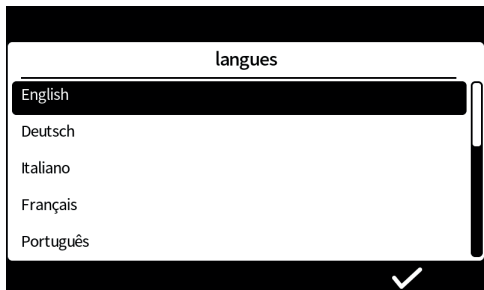 langues
English
Deutsch
Italiano
Français
Português